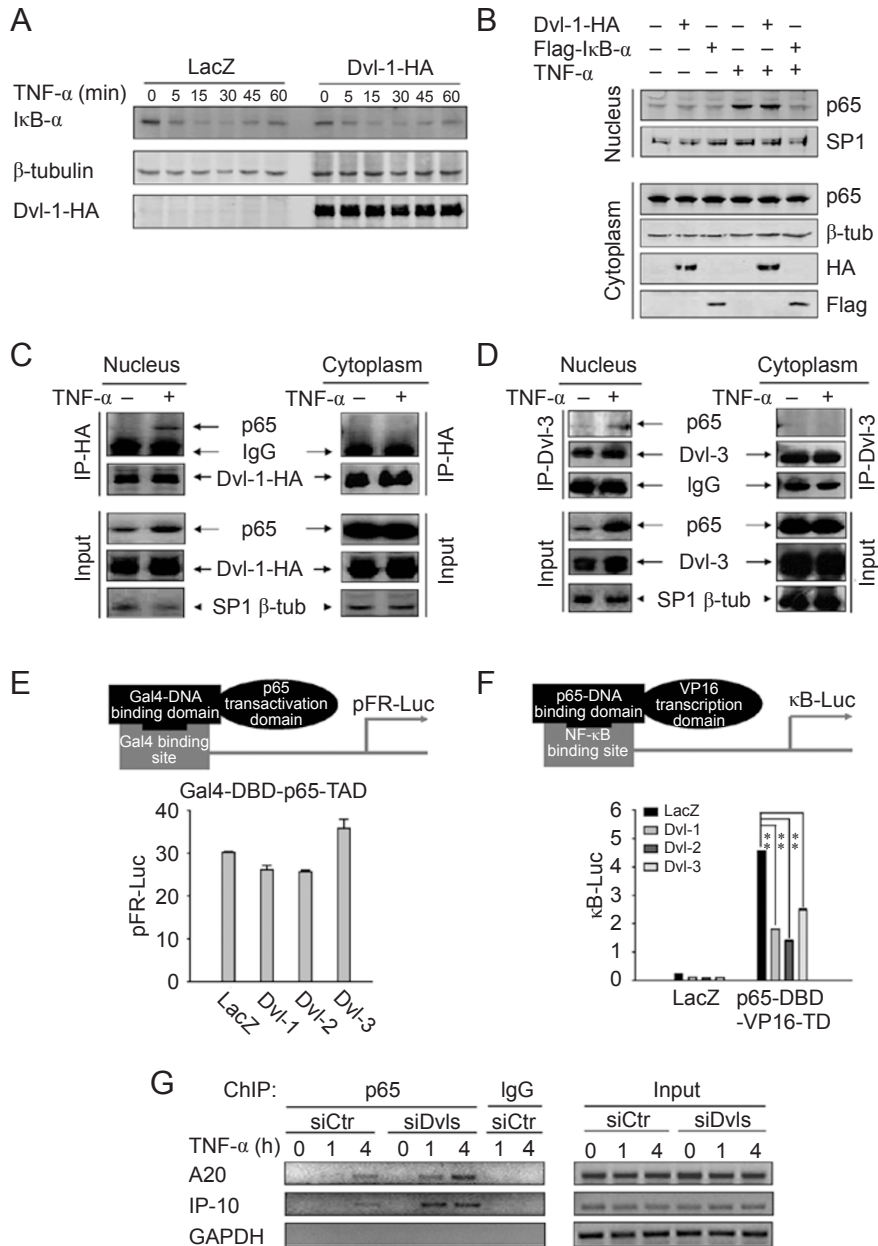 A
LacZ Dvl-1-HA
TNF-α (min) 0 5 15 30 45 60 0 5 15 30 45 60
IκB-α
β-tubulin
Dvl-1-HA
B
Dvl-1-HA – + – – + –
Flag-IκB-α – – + – – +
TNF-α – – – + + +
Nucleus
p65
SP1
Cytoplasm
p65
β-tub
HA
Flag
C
Nucleus Cytoplasm
TNF-α – + – +
IP-HA
p65
IgG
Dvl-1-HA
IP-HA
Input
p65
Dvl-1-HA
SP1 β-tub
Input
D
Nucleus Cytoplasm
TNF-α – + – +
IP-Dvl-3
p65
Dvl-3
IgG
IP-Dvl-3
Input
p65
Dvl-3
SP1 β-tub
Input
E
Gal4-DNA
binding domain
p65
transactivation
domain
pFR-Luc
Gal4 binding
site
Gal4-DBD-p65-TAD
pFR-Luc
40
30
20
10
0
LacZ Dvl-1 Dvl-2 Dvl-3
F
p65-DNA
binding domain
VP16
transcription
domain
κB-Luc
NF-κB
binding site
κB-Luc
6
5
4
3
2
1
0
LacZ
Dvl-1
Dvl-2
Dvl-3
** ** **
LacZ p65-DBD
-VP16-TD
G
ChIP: p65 IgG Input
siCtr siDvls siCtr siCtr siDvls
TNF-α (h) 0 1 4 0 1 4 1 4 0 1 4 0 1 4
A20
IP-10
GAPDH